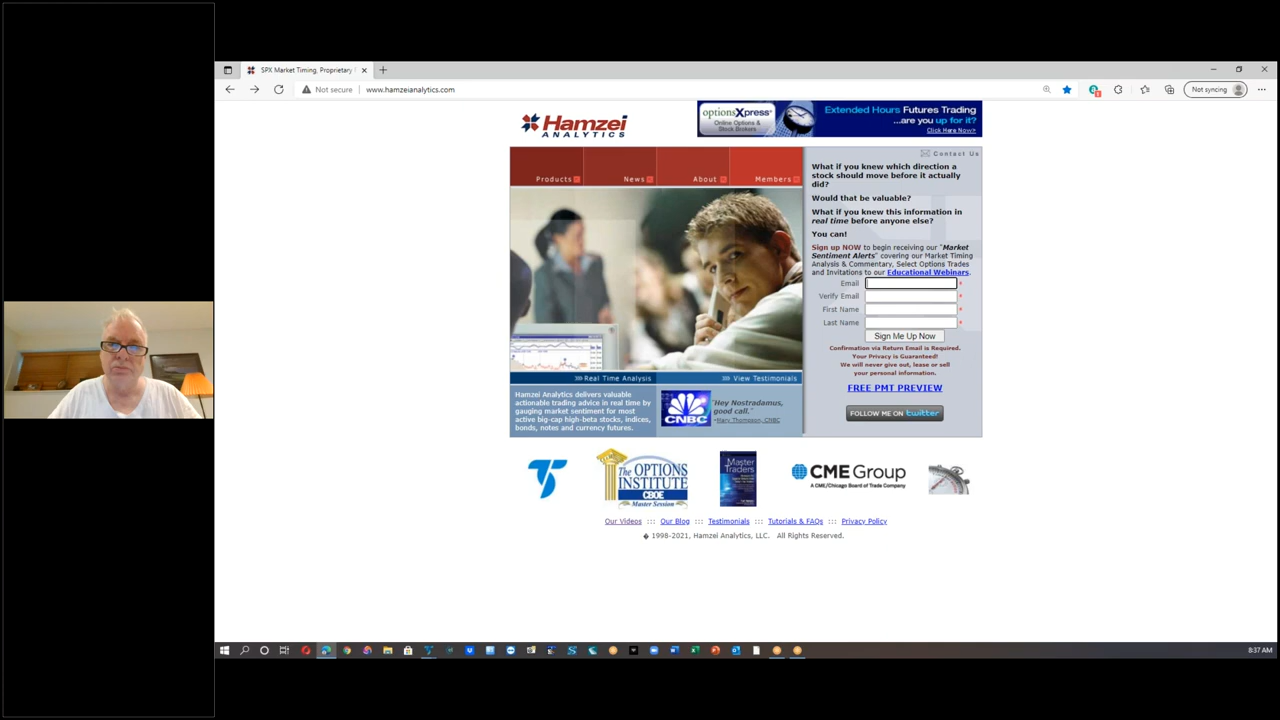 SPX Market Timing, Proprietary
Not secure
www.hamzeianalytics.com
Not syncing
Hamzei
ANALYTICS
optionsXpress
Online Options &
Stock Brokers
Extended Hours Futures Trading
...are you up for it?
Click Here Now>
Products
News
About
Members
Contact Us
What if you knew which direction a
stock should move before it actually
did?
Would that be valuable?
What if you knew this information in
real time before anyone else?
You can!
Sign up NOW to begin receiving our "Market
Sentiment Alerts" covering our Market Timing
Analysis & Commentary, Select Options Trades
and Invitations to our Educational Webinars.
Email *
Verify Email *
First Name *
Last Name *
Sign Me Up Now
Confirmation via Return Email is Required.
Your Privacy is Guaranteed!
We will never give out, lease or sell
your personal information.
FREE PMT PREVIEW
FOLLOW ME ON twitter
Real Time Analysis
View Testimonials
Hamzei Analytics delivers valuable
actionable trading advice in real time by
gauging market sentiment for most
active big-cap high-beta stocks, indices,
bonds, notes and currency futures.
CNBC
"Hey Nostradamus,
good call."
-Mary Thompson, CNBC
The OPTIONS
INSTITUTE
CBOE
Master Session
Master
Traders
CME Group
A CME/Chicago Board of Trade Company
Our Videos ::: Our Blog ::: Testimonials ::: Tutorials & FAQs ::: Privacy Policy
� 1998-2021, Hamzei Analytics, LLC. All Rights Reserved.
8:37 AM